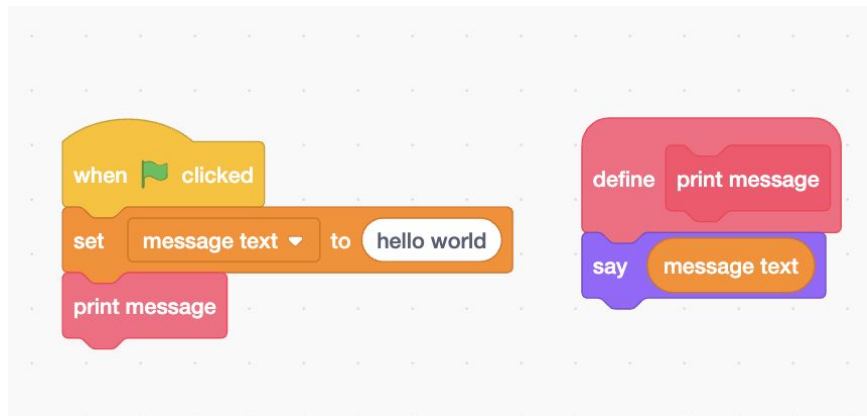 when clicked
set message text to hello world
print message
define print message
say message text